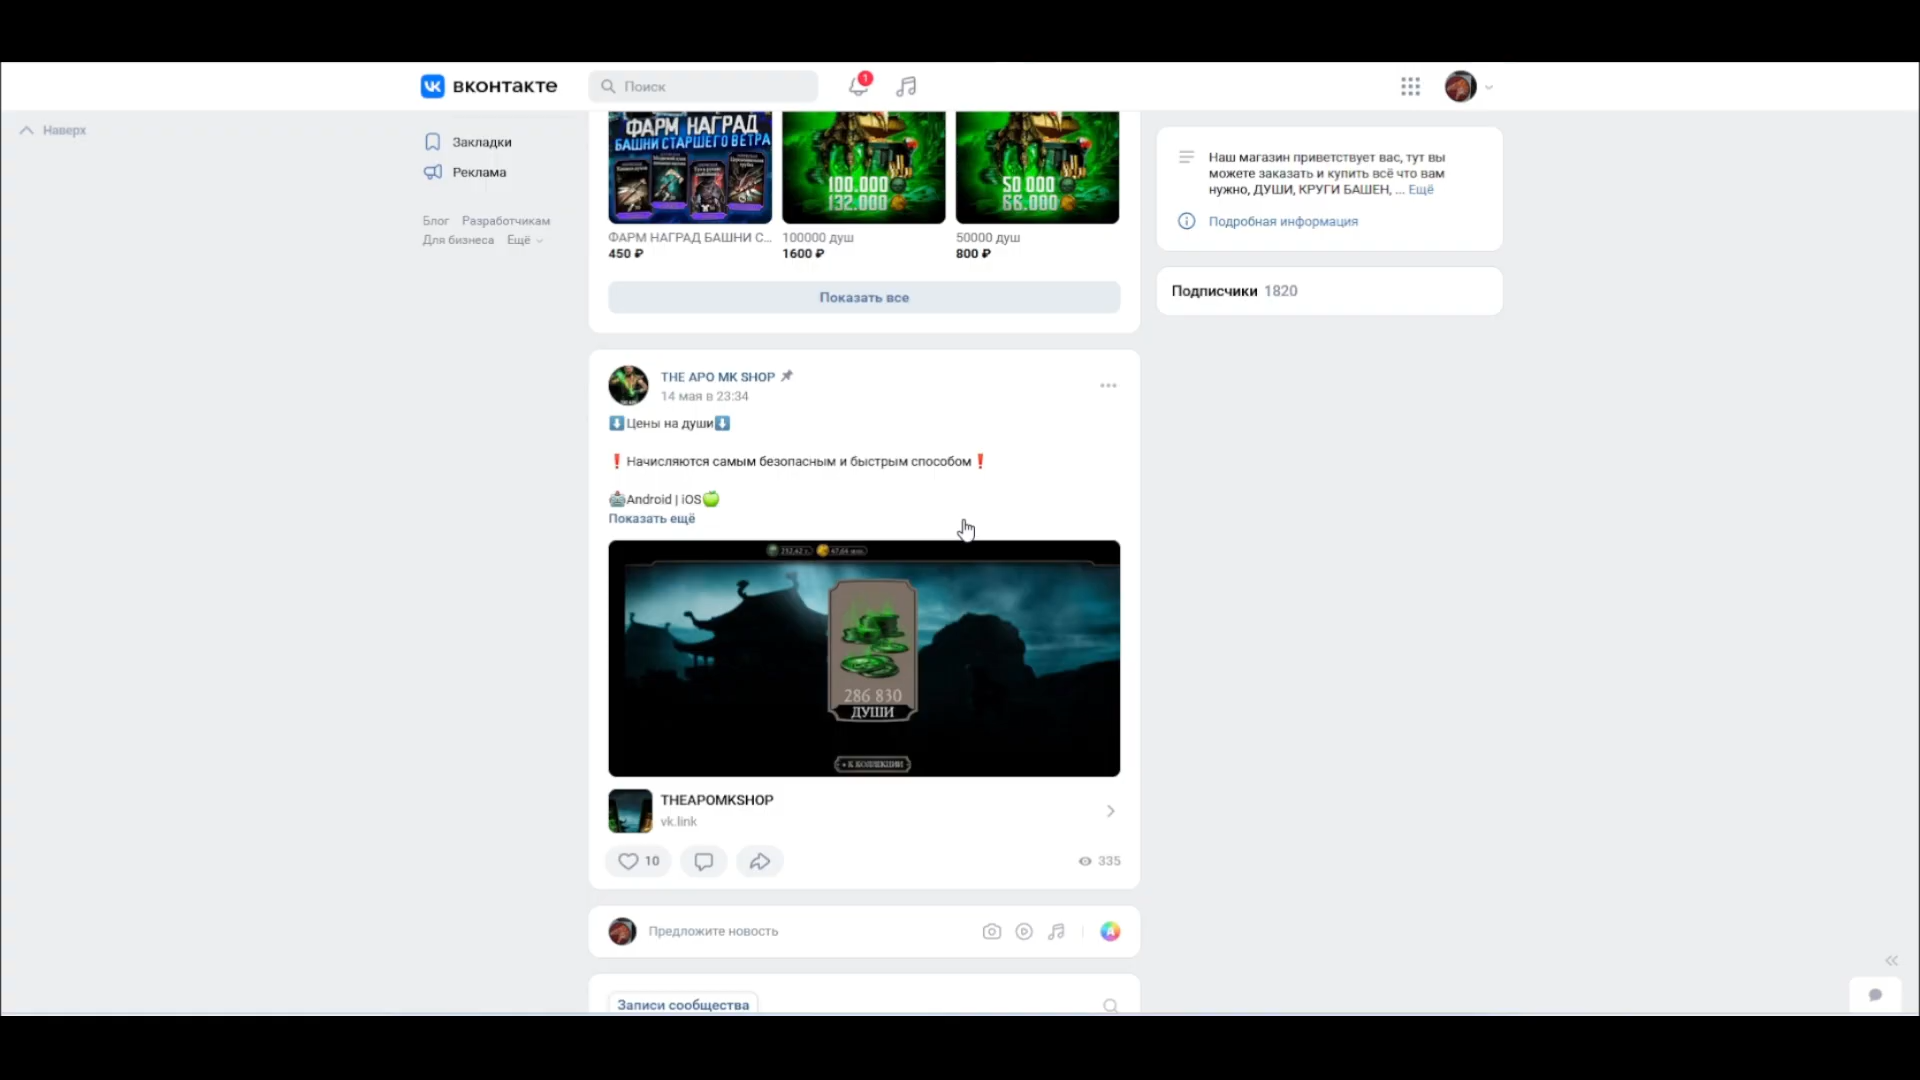 вконтакте
Поиск
1
Наверх
Закладки
Реклама
Блог Разработчикам
Для бизнеса Ещё
ФАРМ НАГРАД
БАШНИ СТАРШЕГО ВЕТРА
100.000
132.000
50 000
66.000
ФАРМ НАГРАД БАШНИ С...
450 ₽
100000 душ
1600 ₽
50000 душ
800 ₽
Показать все
Наш магазин приветствует вас, тут вы
можете заказать и купить всё что вам
нужно, ДУШИ, КРУГИ БАШЕН, ... Ещё
Подробная информация
Подписчики 1820
THE APO MK SHOP
14 мая в 23:34
⬇️Цены на души⬇️
❗Начисляются самым безопасным и быстрым способом❗
🤖Android | iOS🍏
Показать ещё
286 830
ДУШИ
+ К КОЛЛЕКЦИИ
THEAPOMKSHOP
vk.link
10
335
Предложите новость
Записи сообщества